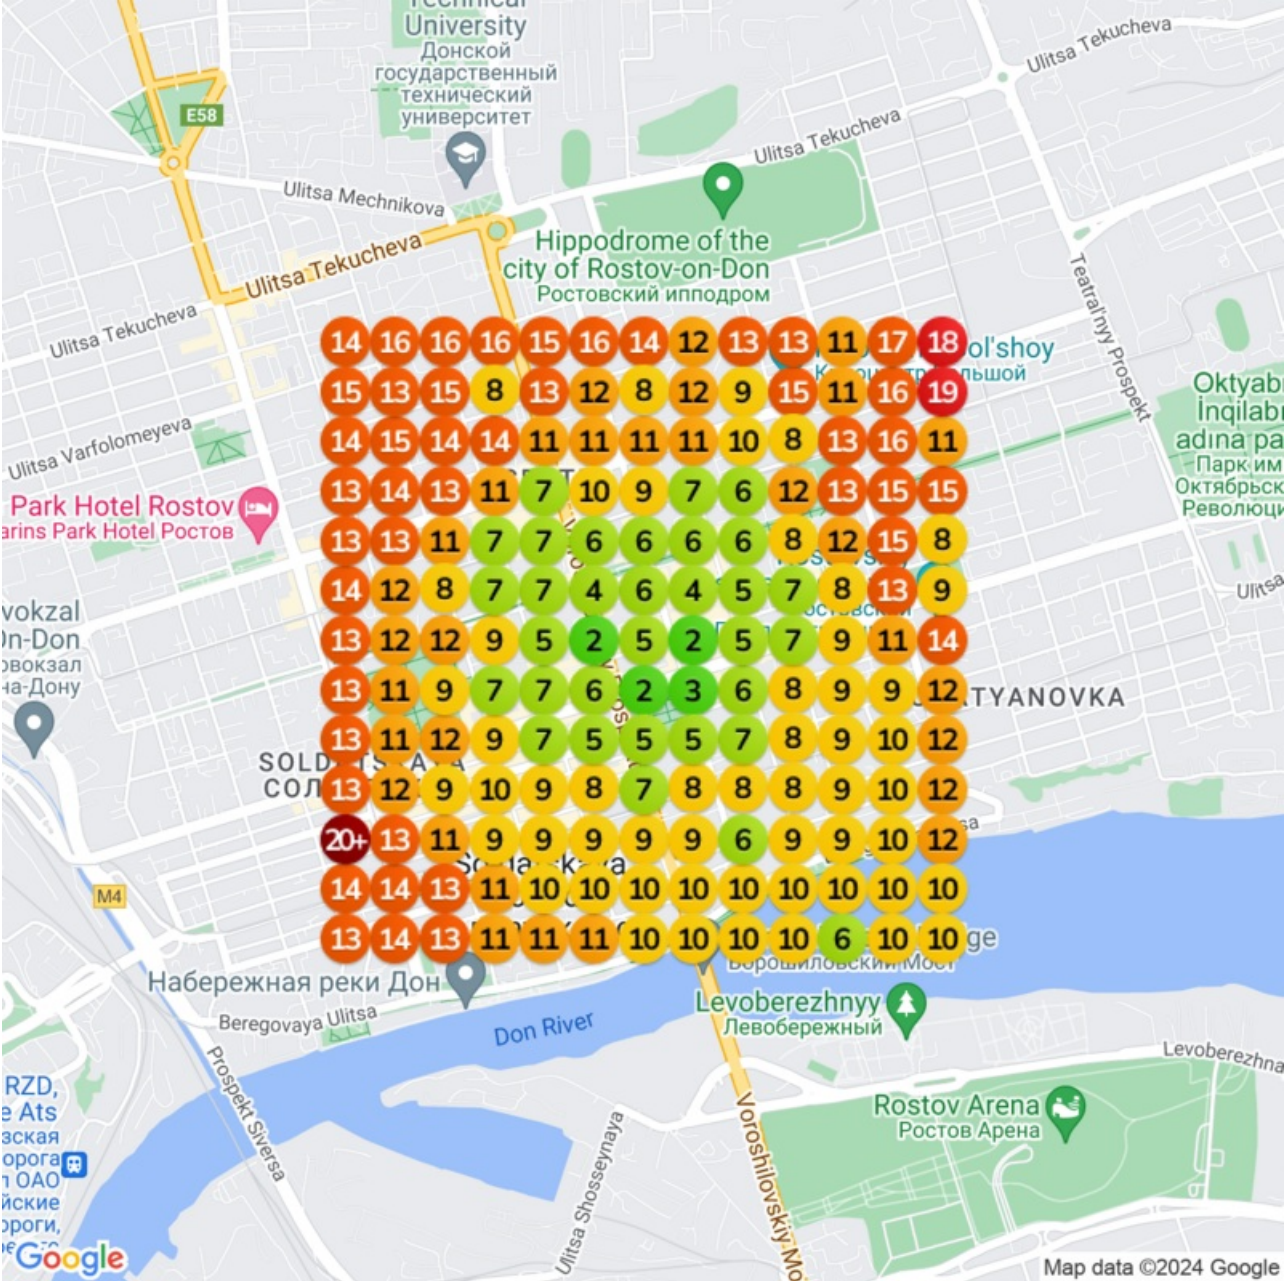 Technical
University
Донской
государственный
технический
университет
Ulitsa Tekucheva
E58
Ulitsa Tekucheva
Ulitsa Mechnikova
Hippodrome of the
city of Rostov-on-Don
Ростовский ипподром
Ulitsa Tekucheva
Ulitsa Tekucheva
Teatral'nyy Prospekt
14 16 16 16 15 16 14 12 13 13 11 17 18
ol'shoy
ольшой
15 13 15 8 13 12 8 12 9 15 11 16 19
Ulitsa Varfolomeyeva
14 15 14 14 11 11 11 11 10 8 13 16 11
Oktyab
İnqilab
adına pa
Парк им
Октябрьск
Революци
Park Hotel Rostov
arins Park Hotel Ростов
13 14 13 11 7 10 9 7 6 12 13 15 15
13 13 11 7 7 6 6 6 6 8 12 15 8
14 12 8 7 7 4 6 4 5 7 8 13 9
Ulitsa
vokzal
On-Don
овокзал
на-Дону
13 12 12 9 5 2 5 2 5 7 9 11 14
13 11 9 7 7 6 2 3 6 8 9 9 12
TYANOVKA
13 11 12 9 7 5 5 5 7 8 9 10 12
SOLD
СОЛ
13 12 9 10 9 8 7 8 8 8 9 10 12
20+ 13 11 9 9 9 9 9 6 9 9 10 12
M4
14 14 13 11 10 10 10 10 10 10 10 10 10
13 14 13 11 11 11 10 10 10 10 6 10 10
ge
Ворошиловский Мост
Набережная реки Дон
Beregovaya Ulitsa
Don River
Levoberezhnyy
Левобережный
Levoberezhna
Prospekt Siversa
RZD,
e Ats
зская
орога
п ОАО
йские
ороги,
Rostov Arena
Ростов Арена
Ulitsa Shosseynaya
Voroshilovskiy Mo
Google
Map data ©2024 Google